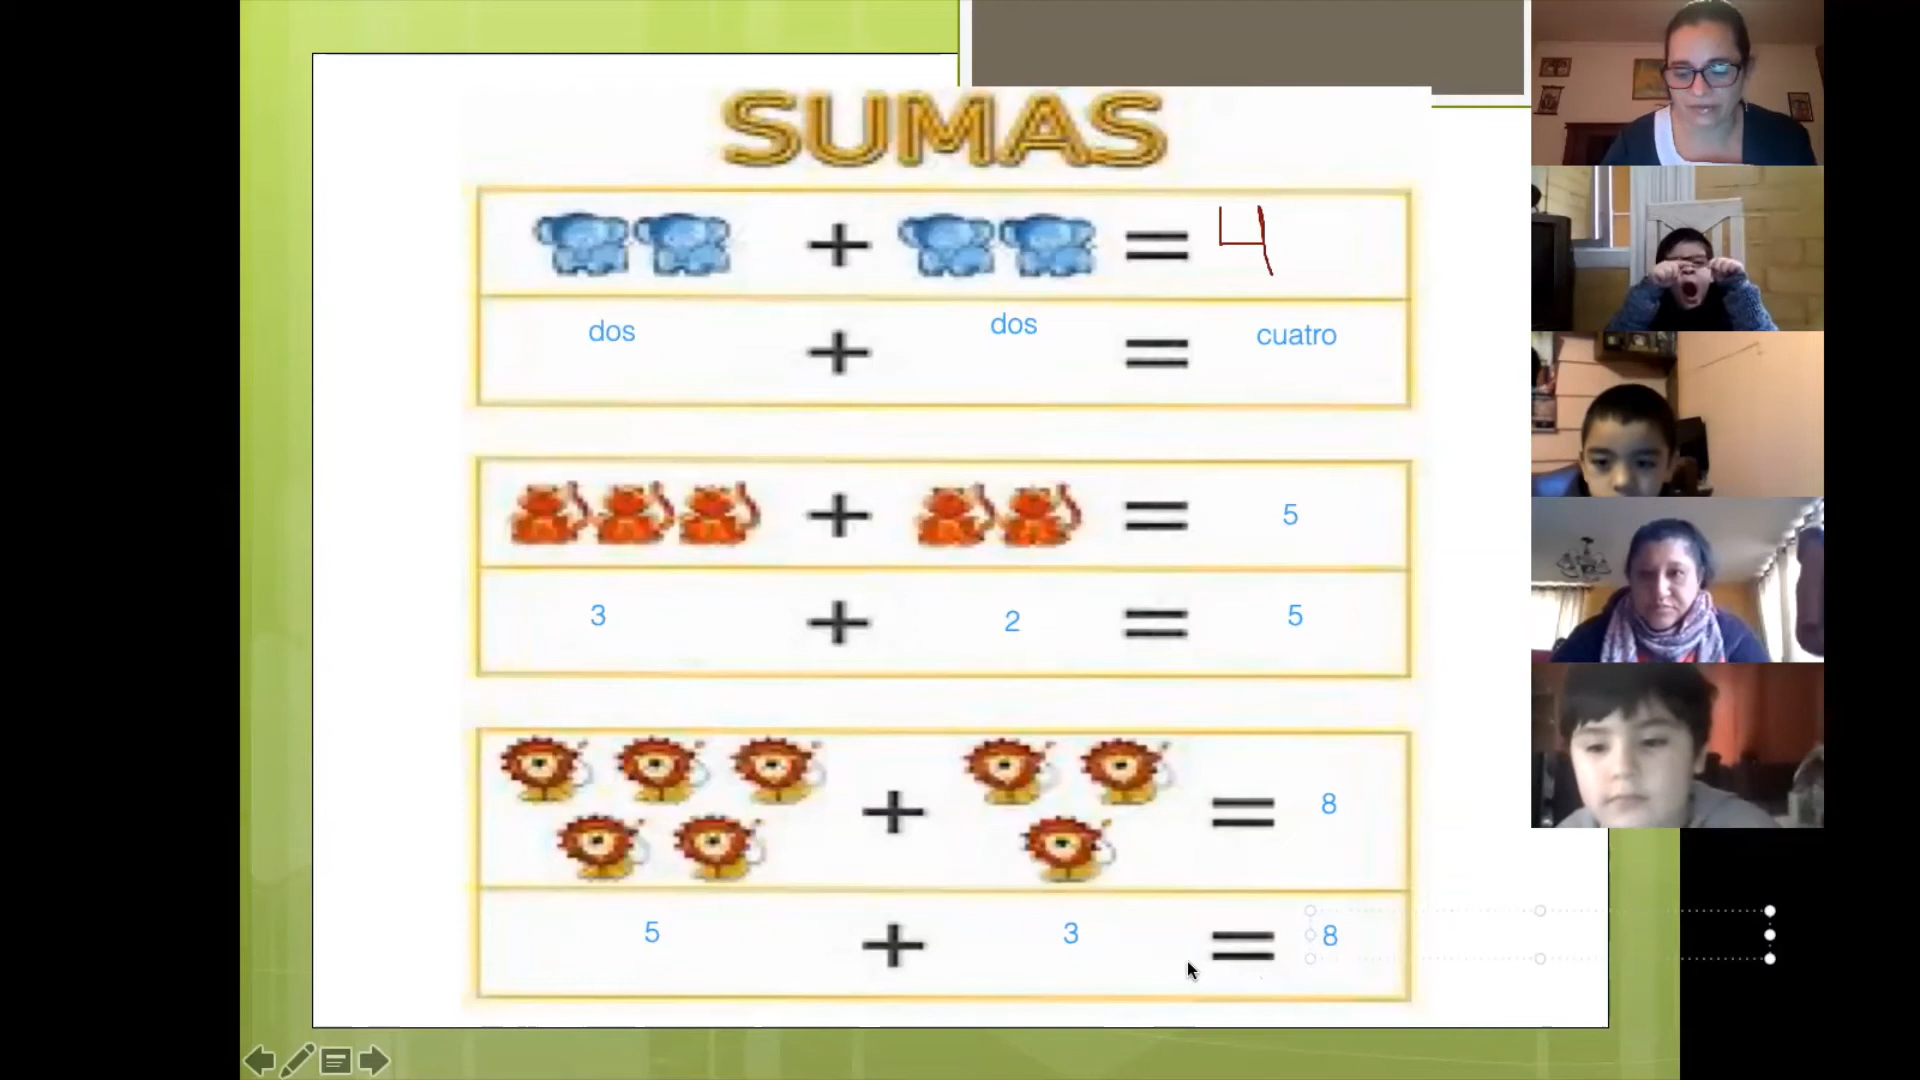 SUMAS
+ = 4
dos + dos = cuatro
+ = 5
3 + 2 = 5
+ = 8
5 + 3 = 8